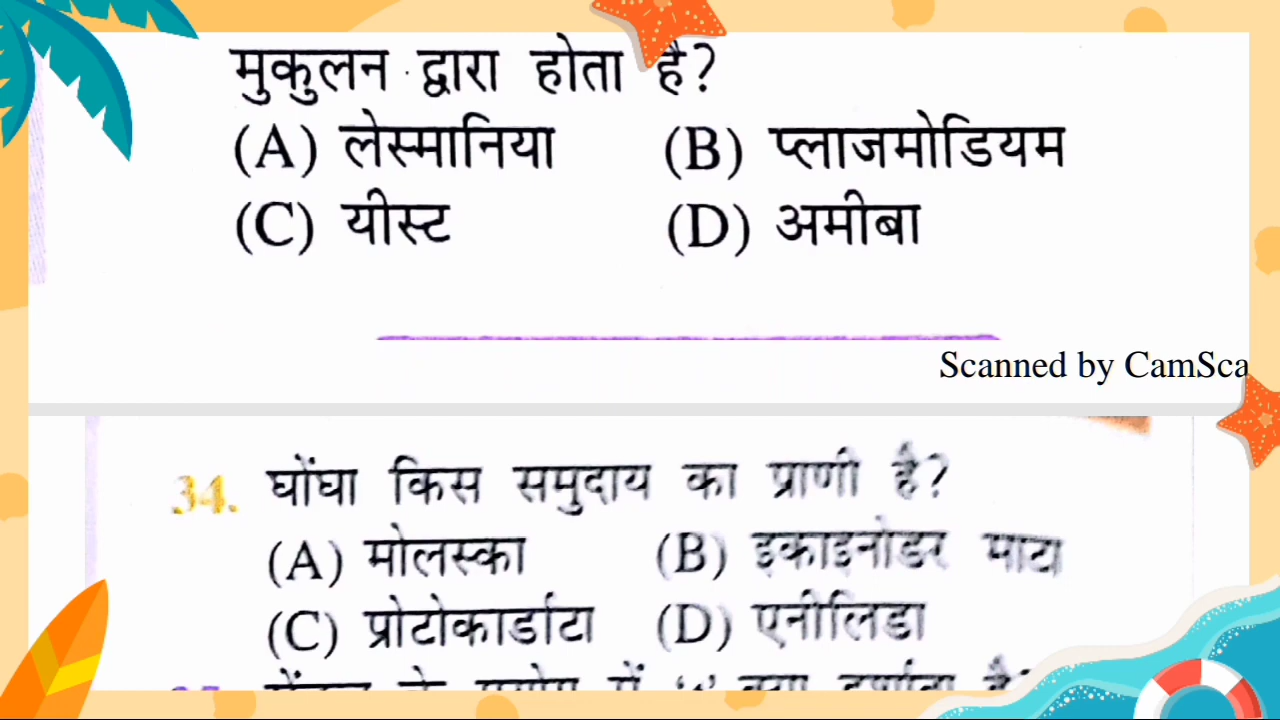 मुकुलन द्वारा होता है?
(A) लेस्मानिया (B) प्लाजमोडियम
(C) यीस्ट (D) अमीबा
Scanned by CamSca
34. घोंघा किस समुदाय का प्राणी है?
(A) मोलस्का (B) इकाइनोडर माटा
(C) प्रोटोकार्डाटा (D) एनीलिडा